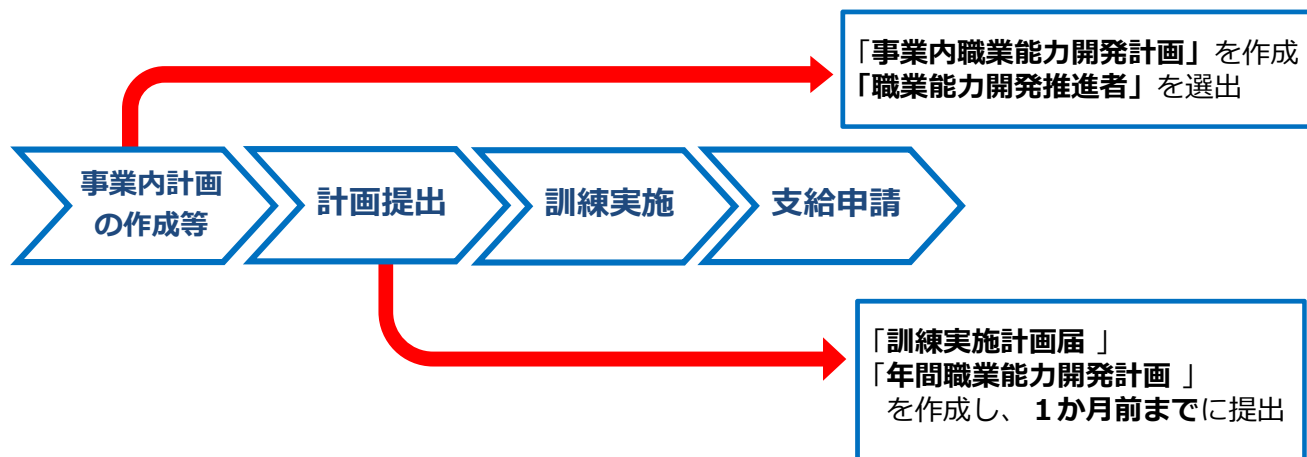 「事業内職業能力開発計画」を作成
「職業能力開発推進者」を選出
事業内計画
の作成等
計画提出
訓練実施
支給申請
「訓練実施計画届 」
「年間職業能力開発計画 」
を作成し、１か月前までに提出